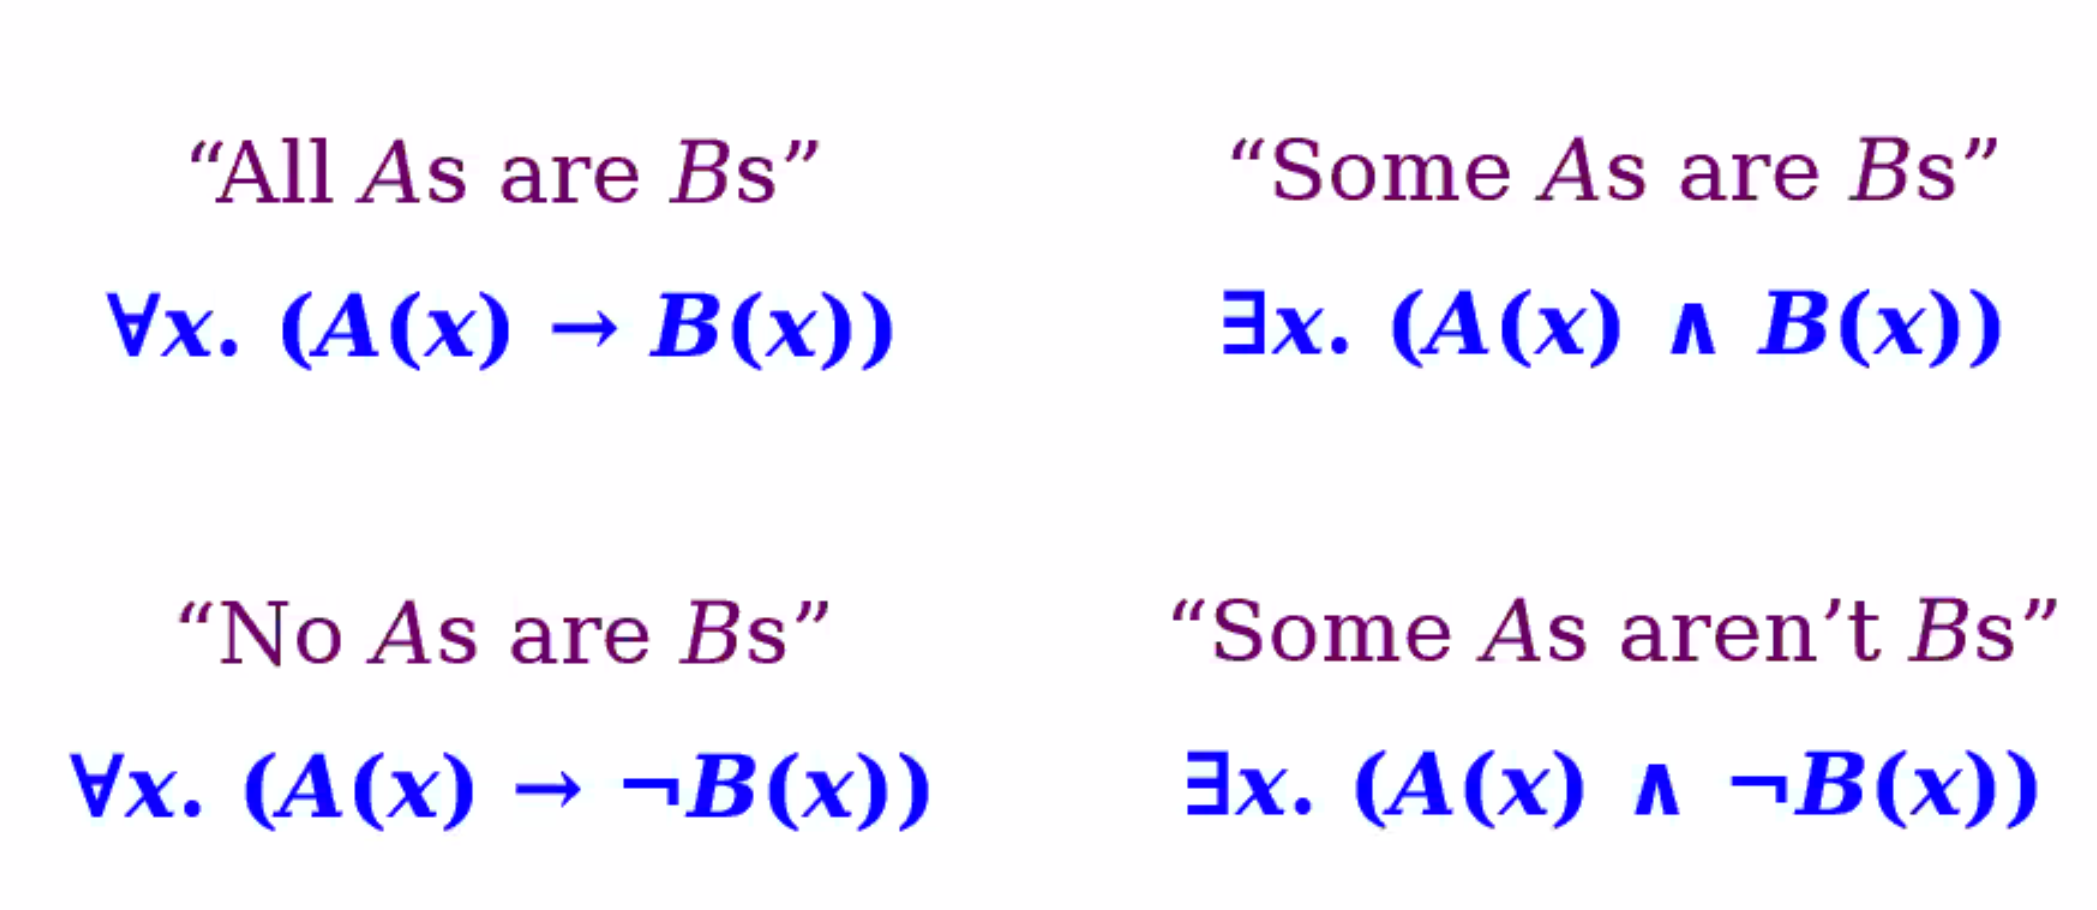 “All As are Bs”
∀x. (A(x) → B(x))
“Some As are Bs”
∃x. (A(x) ∧ B(x))
“No As are Bs”
∀x. (A(x) → ¬B(x))
“Some As aren’t Bs”
∃x. (A(x) ∧ ¬B(x))